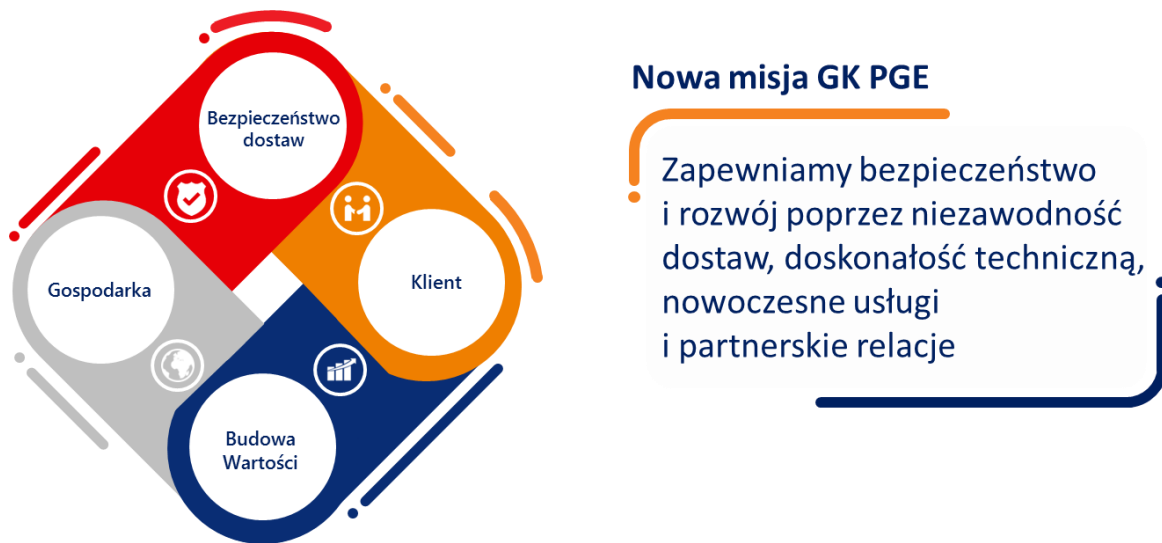 Bezpieczeństwo
dostaw
Klient
Gospodarka
Budowa
Wartości
Nowa misja GK PGE
Zapewniamy bezpieczeństwo
i rozwój poprzez niezawodność
dostaw, doskonałość techniczną,
nowoczesne usługi
i partnerskie relacje